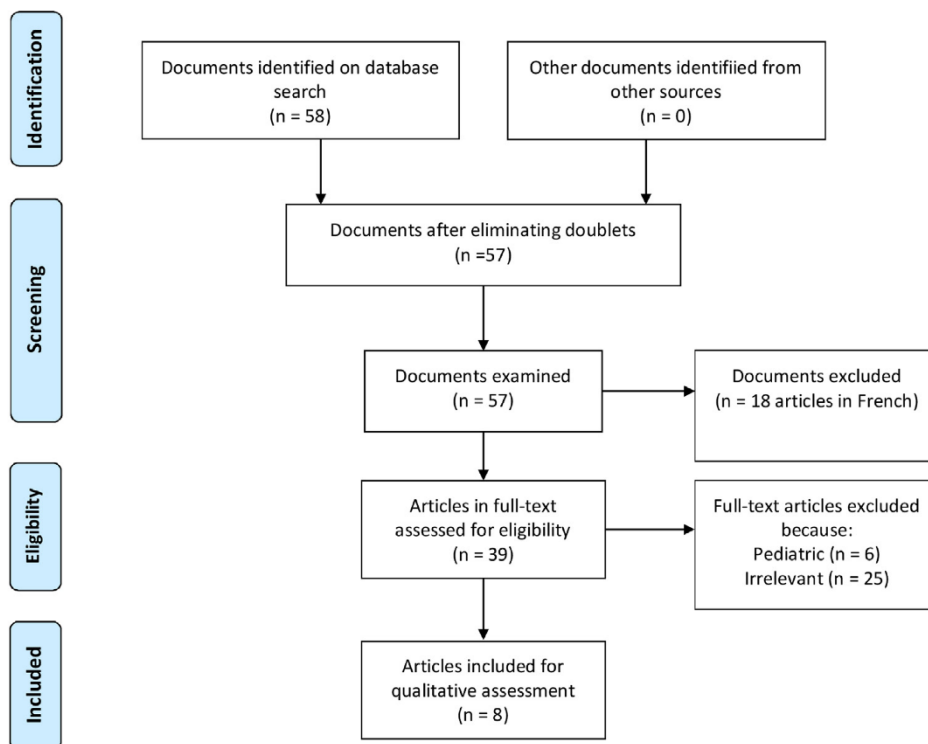 Identification
Documents identified on database
search
(n = 58)
Other documents identifiied from
other sources
(n = 0)
Screening
Documents after eliminating doublets
(n =57)
Documents examined
(n = 57)
Documents excluded
(n = 18 articles in French)
Eligibility
Articles in full-text
assessed for eligibility
(n = 39)
Full-text articles excluded
because:
Pediatric (n = 6)
Irrelevant (n = 25)
Included
Articles included for
qualitative assessment
(n = 8)